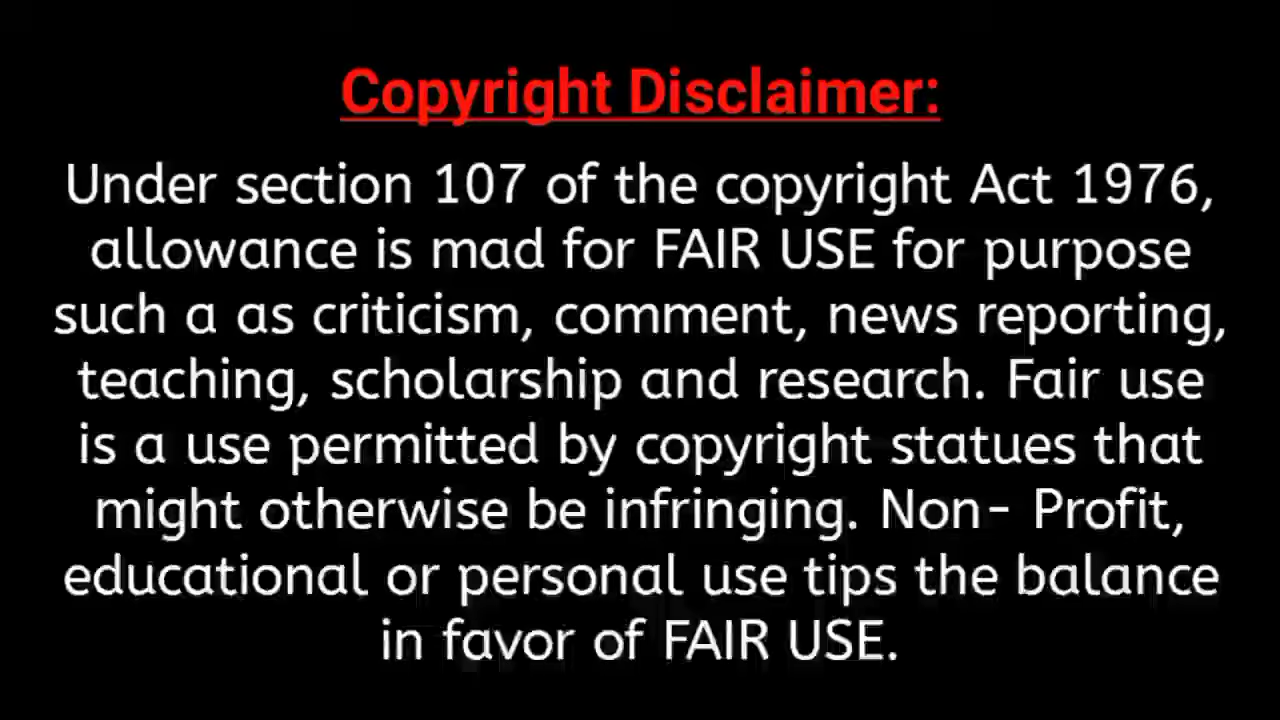 Copyright Disclaimer:
Under section 107 of the copyright Act 1976,
allowance is mad for FAIR USE for purpose
such a as criticism, comment, news reporting,
teaching, scholarship and research. Fair use
is a use permitted by copyright statues that
might otherwise be infringing. Non- Profit,
educational or personal use tips the balance
in favor of FAIR USE.